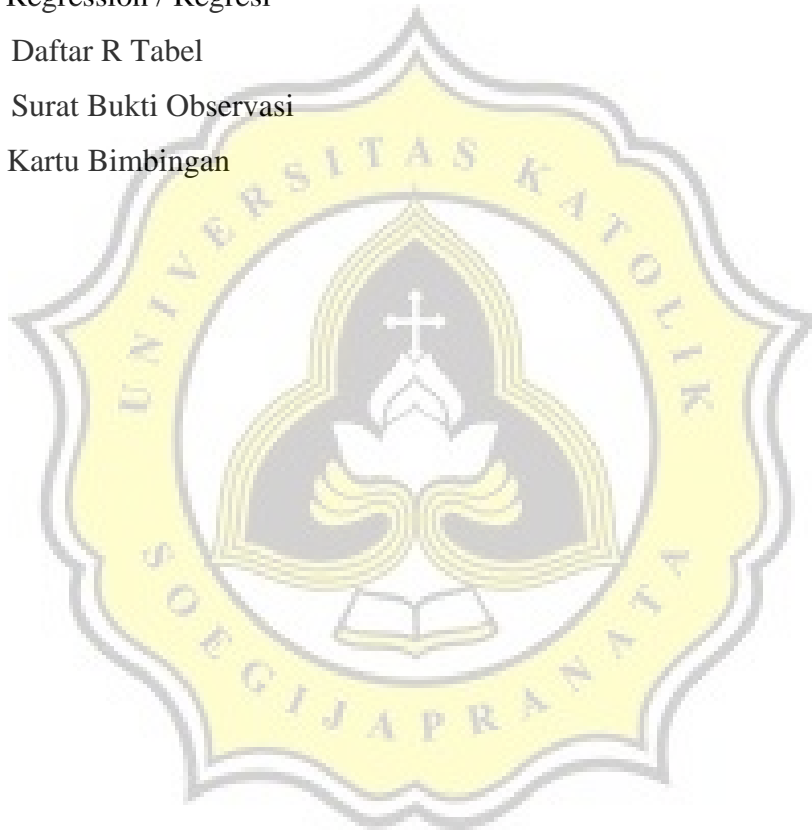 Regression / Regresi
Daftar R Tabel
Surat Bukti Observasi
Kartu Bimbingan
UNIVERSITAS KATOLIK
SOEGIJAPRANATA